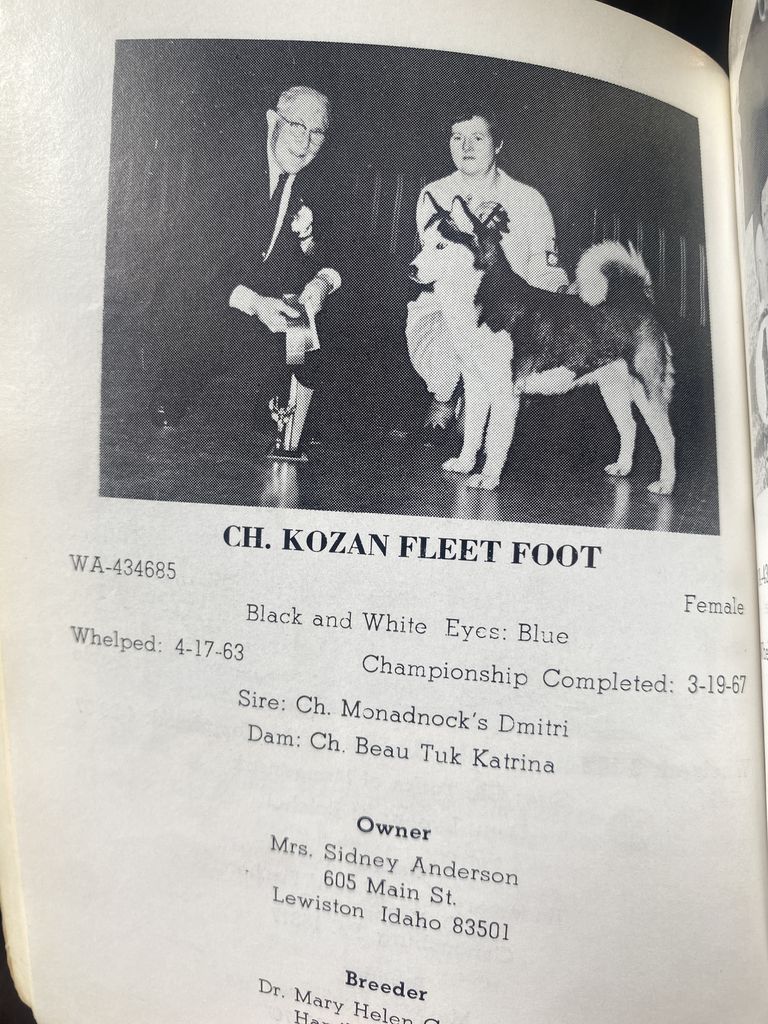 CH. KOZAN FLEET FOOT
WA-434685
Female
Black and White Eyes: Blue
Whelped: 4-17-63
Championship Completed: 3-19-67
Sire: Ch. Monadnock's Dmitri
Dam: Ch. Beau Tuk Katrina
Owner
Mrs. Sidney Anderson
605 Main St.
Lewiston Idaho 83501
Breeder
Dr. Mary Helen